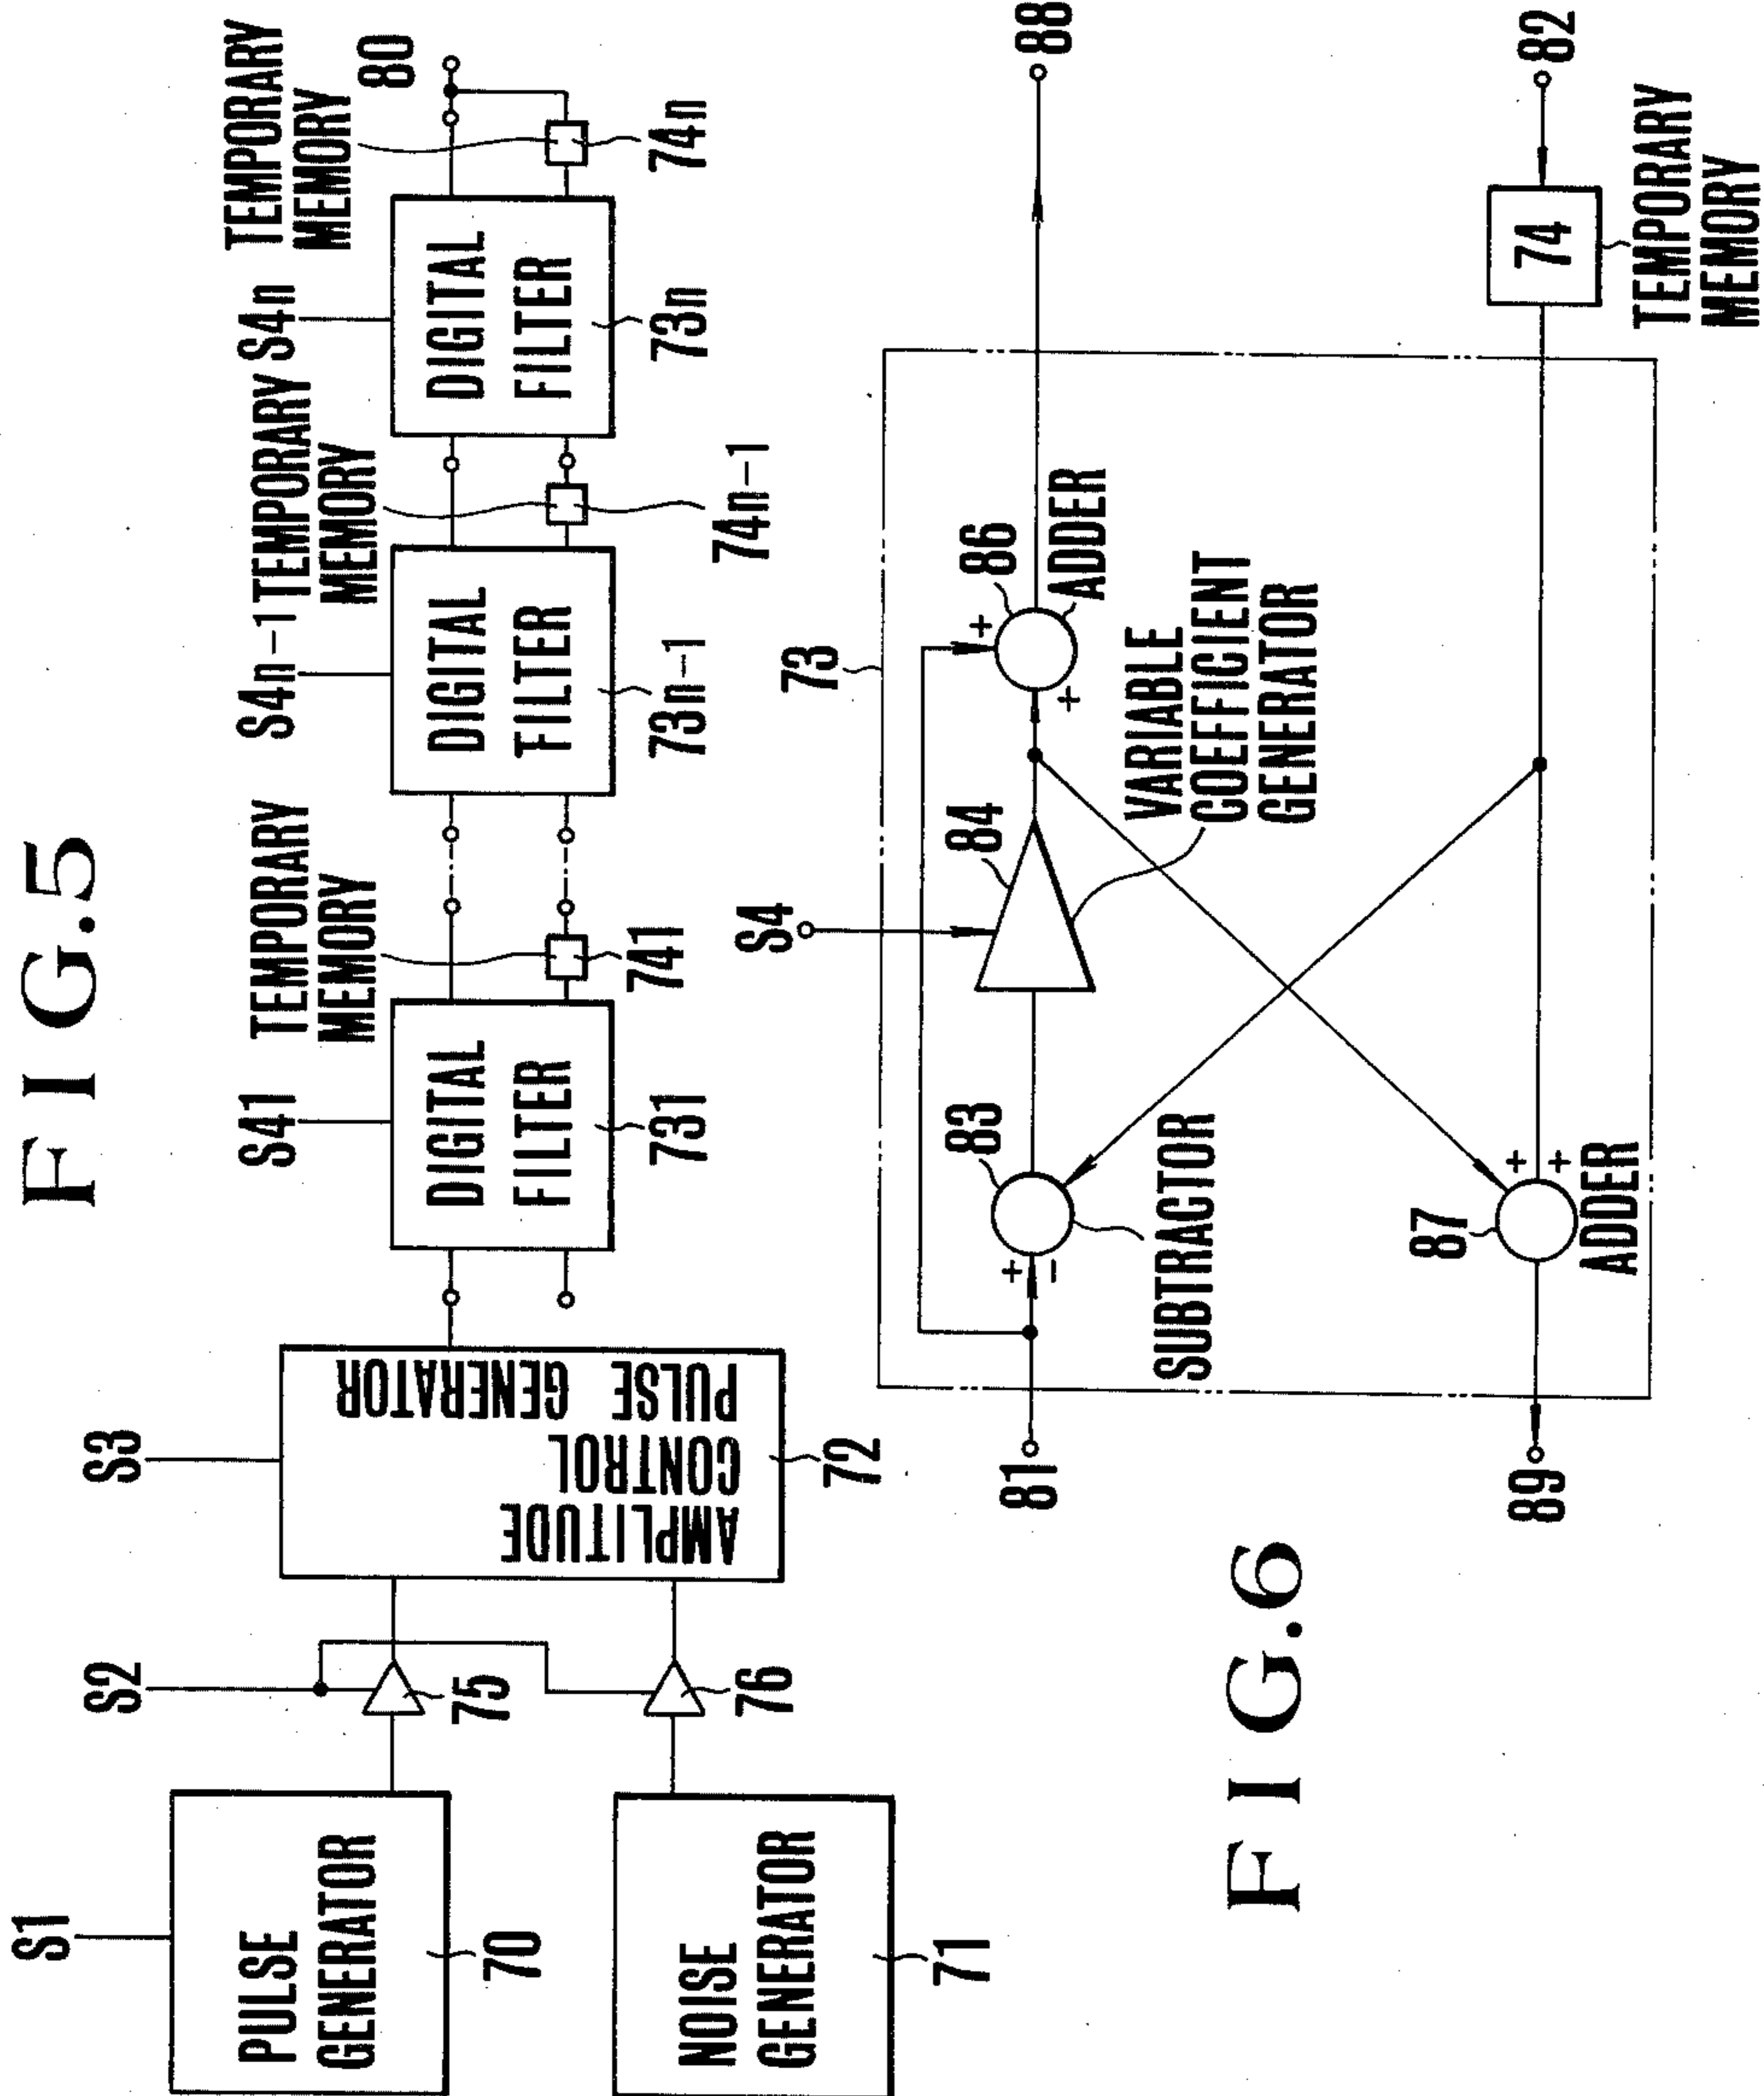 FIG.5
S1
PULSE
GENERATOR
70
NOISE
GENERATOR
71
S2
75
76
S3
AMPLITUDE
CONTROL
PULSE GENERATOR
72
S41
DIGITAL
FILTER
731
TEMPORARY
MEMORY
741
S4n-1
DIGITAL
FILTER
73n-1
TEMPORARY
MEMORY
74n-1
S4n
DIGITAL
FILTER
73n
TEMPORARY
MEMORY
74n
80
FIG.6
81
89
+
-
83
SUBTRACTOR
S4
84
VARIABLE
COEFFICIENT
GENERATOR
73
+
+
86
ADDER
87
+
+
ADDER
88
82
74
TEMPORARY
MEMORY